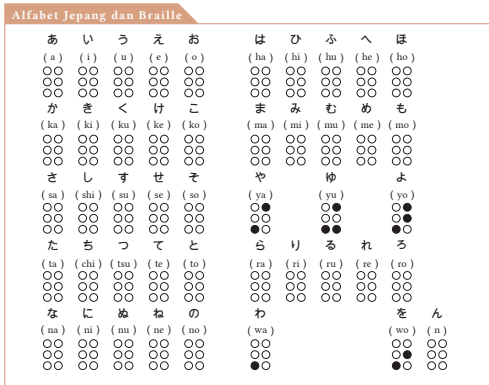 Alfabet Jepang dan Braille
あ い う え お は ひ ふ へ ほ
( a ) ( i ) ( u ) ( e ) ( o ) ( ha ) ( hi ) ( hu ) ( he ) ( ho )
か き く け こ ま み む め も
( ka ) ( ki ) ( ku ) ( ke ) ( ko ) ( ma ) ( mi ) ( mu ) ( me ) ( mo )
さ し す せ そ や ゆ よ
( sa ) ( shi ) ( su ) ( se ) ( so ) ( ya ) ( yu ) ( yo )
た ち つ て と ら り る れ ろ
( ta ) ( chi ) ( tsu ) ( te ) ( to ) ( ra ) ( ri ) ( ru ) ( re ) ( ro )
な に ぬ ね の わ を ん
( na ) ( ni ) ( nu ) ( ne ) ( no ) ( wa ) ( wo ) ( n )